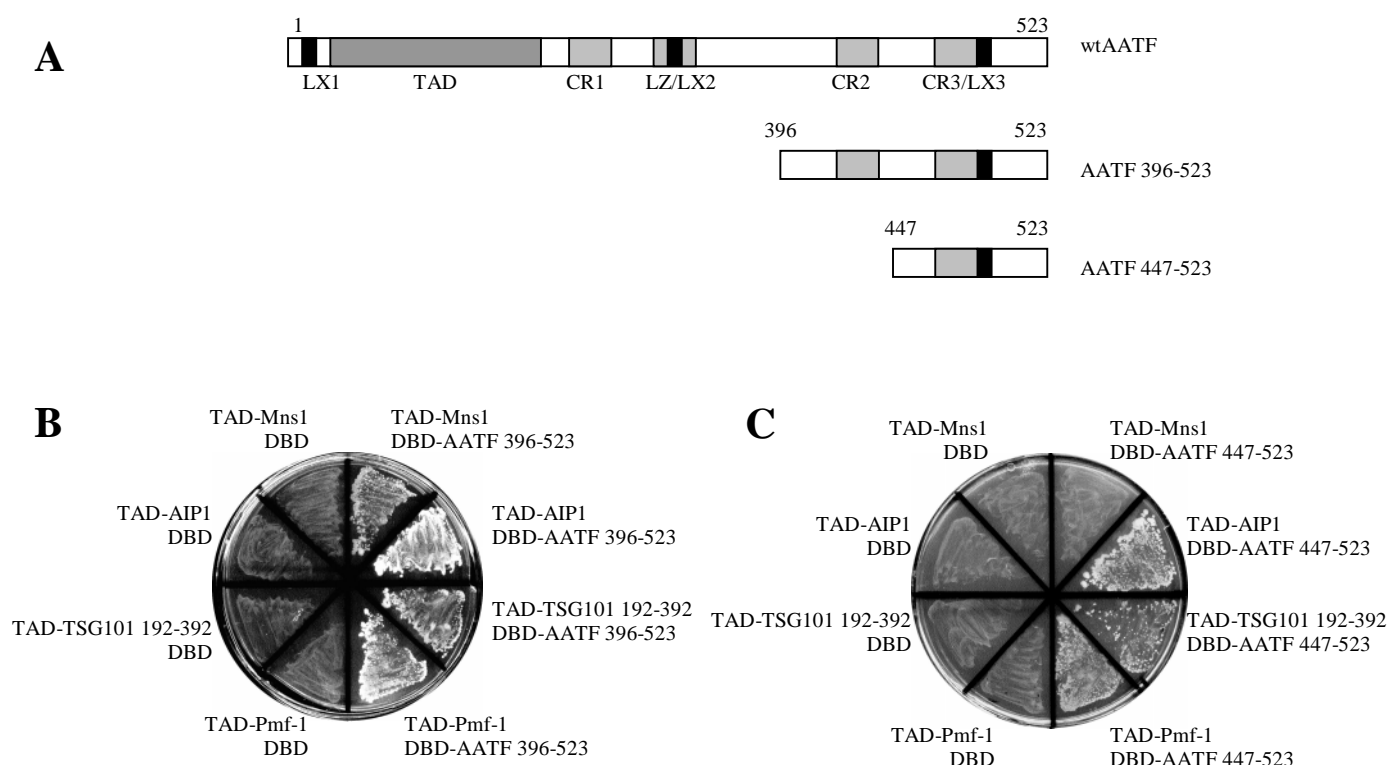 A
1
523
wtAATF
LX1
TAD
CR1
LZ/LX2
CR2
CR3/LX3
396
523
AATF 396-523
447
523
AATF 447-523
B
TAD-Mns1
DBD
TAD-Mns1
DBD-AATF 396-523
TAD-AIP1
DBD
TAD-AIP1
DBD-AATF 396-523
TAD-TSG101 192-392
DBD
TAD-TSG101 192-392
DBD-AATF 396-523
TAD-Pmf-1
DBD
TAD-Pmf-1
DBD-AATF 396-523
C
TAD-Mns1
DBD
TAD-Mns1
DBD-AATF 447-523
TAD-AIP1
DBD
TAD-AIP1
DBD-AATF 447-523
TAD-TSG101 192-392
DBD
TAD-TSG101 192-392
DBD-AATF 447-523
TAD-Pmf-1
DBD
TAD-Pmf-1
DBD-AATF 447-523